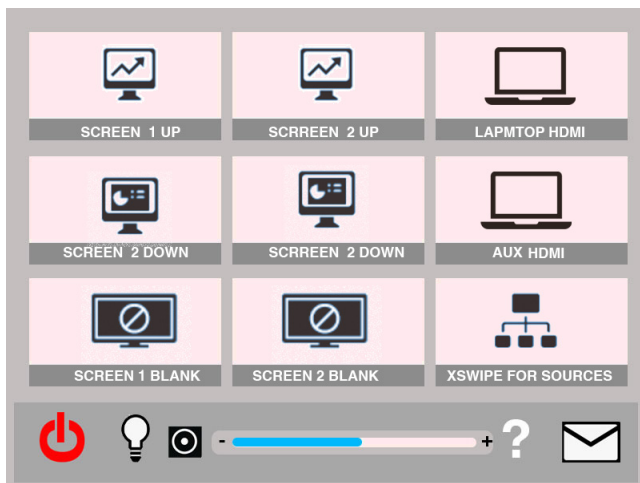 SCREEN 1 UP
SCRREEN 2 UP
LAPMTOP HDMI
SCREEN 2 DOWN
SCRREEN 2 DOWN
AUX HDMI
SCREEN 1 BLANK
SCREEN 2 BLANK
XSWIPE FOR SOURCES
- + ?